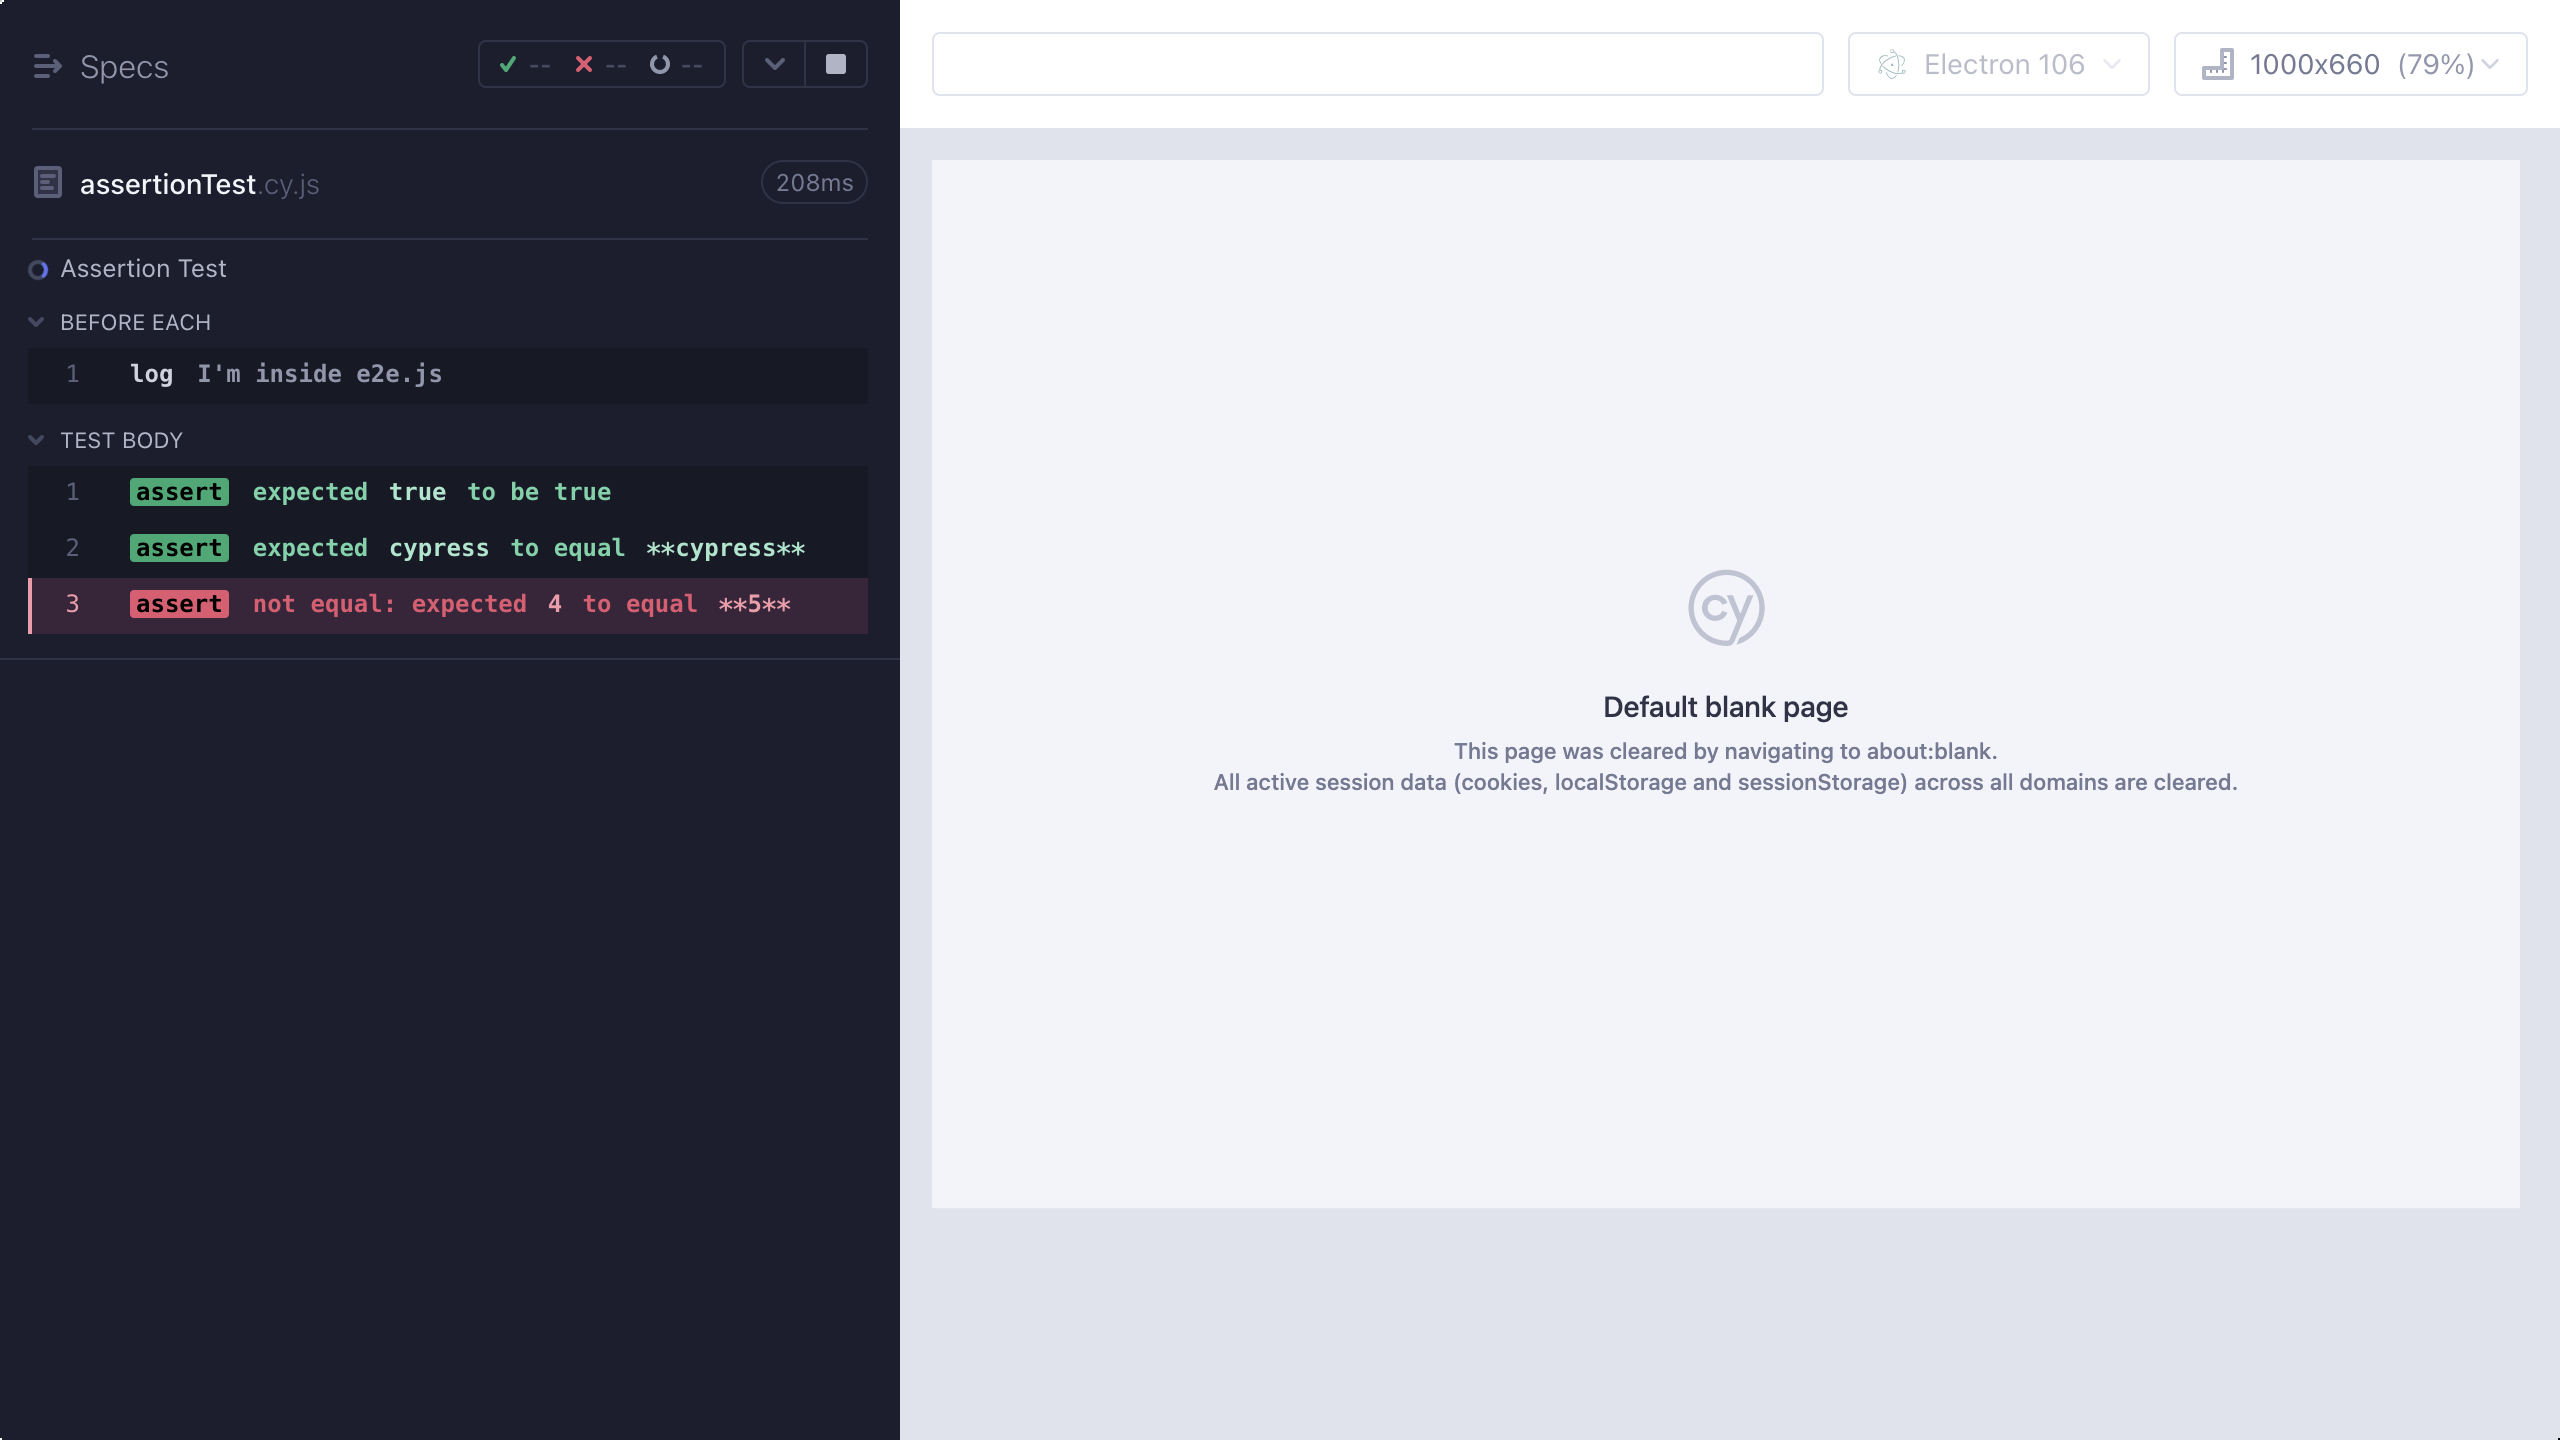 Specs -- -- --
assertionTest.cy.js 208ms
Assertion Test
BEFORE EACH
1 log I'm inside e2e.js
TEST BODY
1 assert expected true to be true
2 assert expected cypress to equal **cypress**
3 assert not equal: expected 4 to equal **5**
Electron 106
1000x660 (79%)
cy
Default blank page
This page was cleared by navigating to about:blank.
All active session data (cookies, localStorage and sessionStorage) across all domains are cleared.